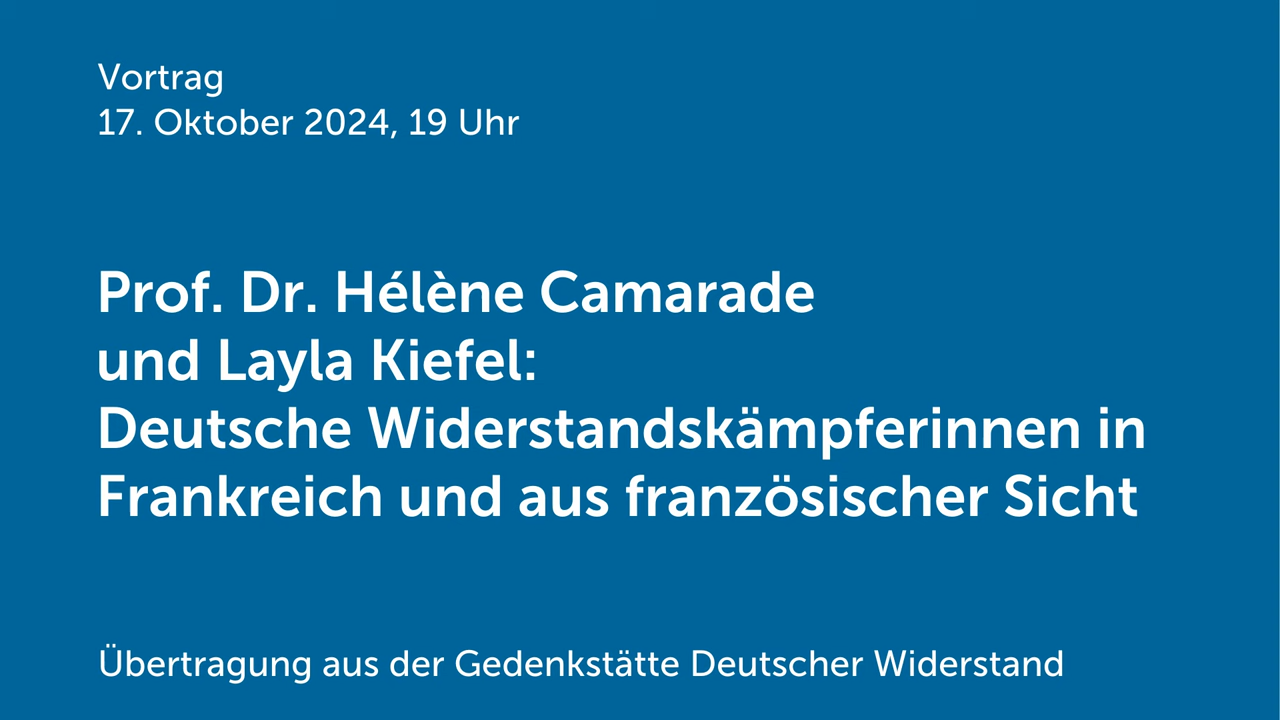 Vortrag
17. Oktober 2024, 19 Uhr
Prof. Dr. Hélène Camarade
und Layla Kiefel:
Deutsche Widerstandskämpferinnen in
Frankreich und aus französischer Sicht
Übertragung aus der Gedenkstätte Deutscher Widerstand